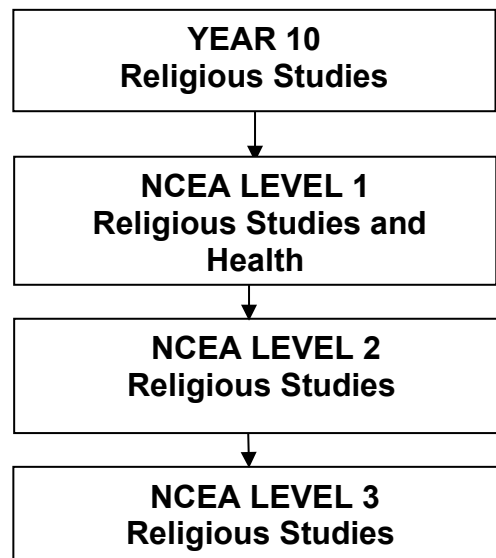 YEAR 10
Religious Studies
NCEA LEVEL 1
Religious Studies and
Health
NCEA LEVEL 2
Religious Studies
NCEA LEVEL 3
Religious Studies